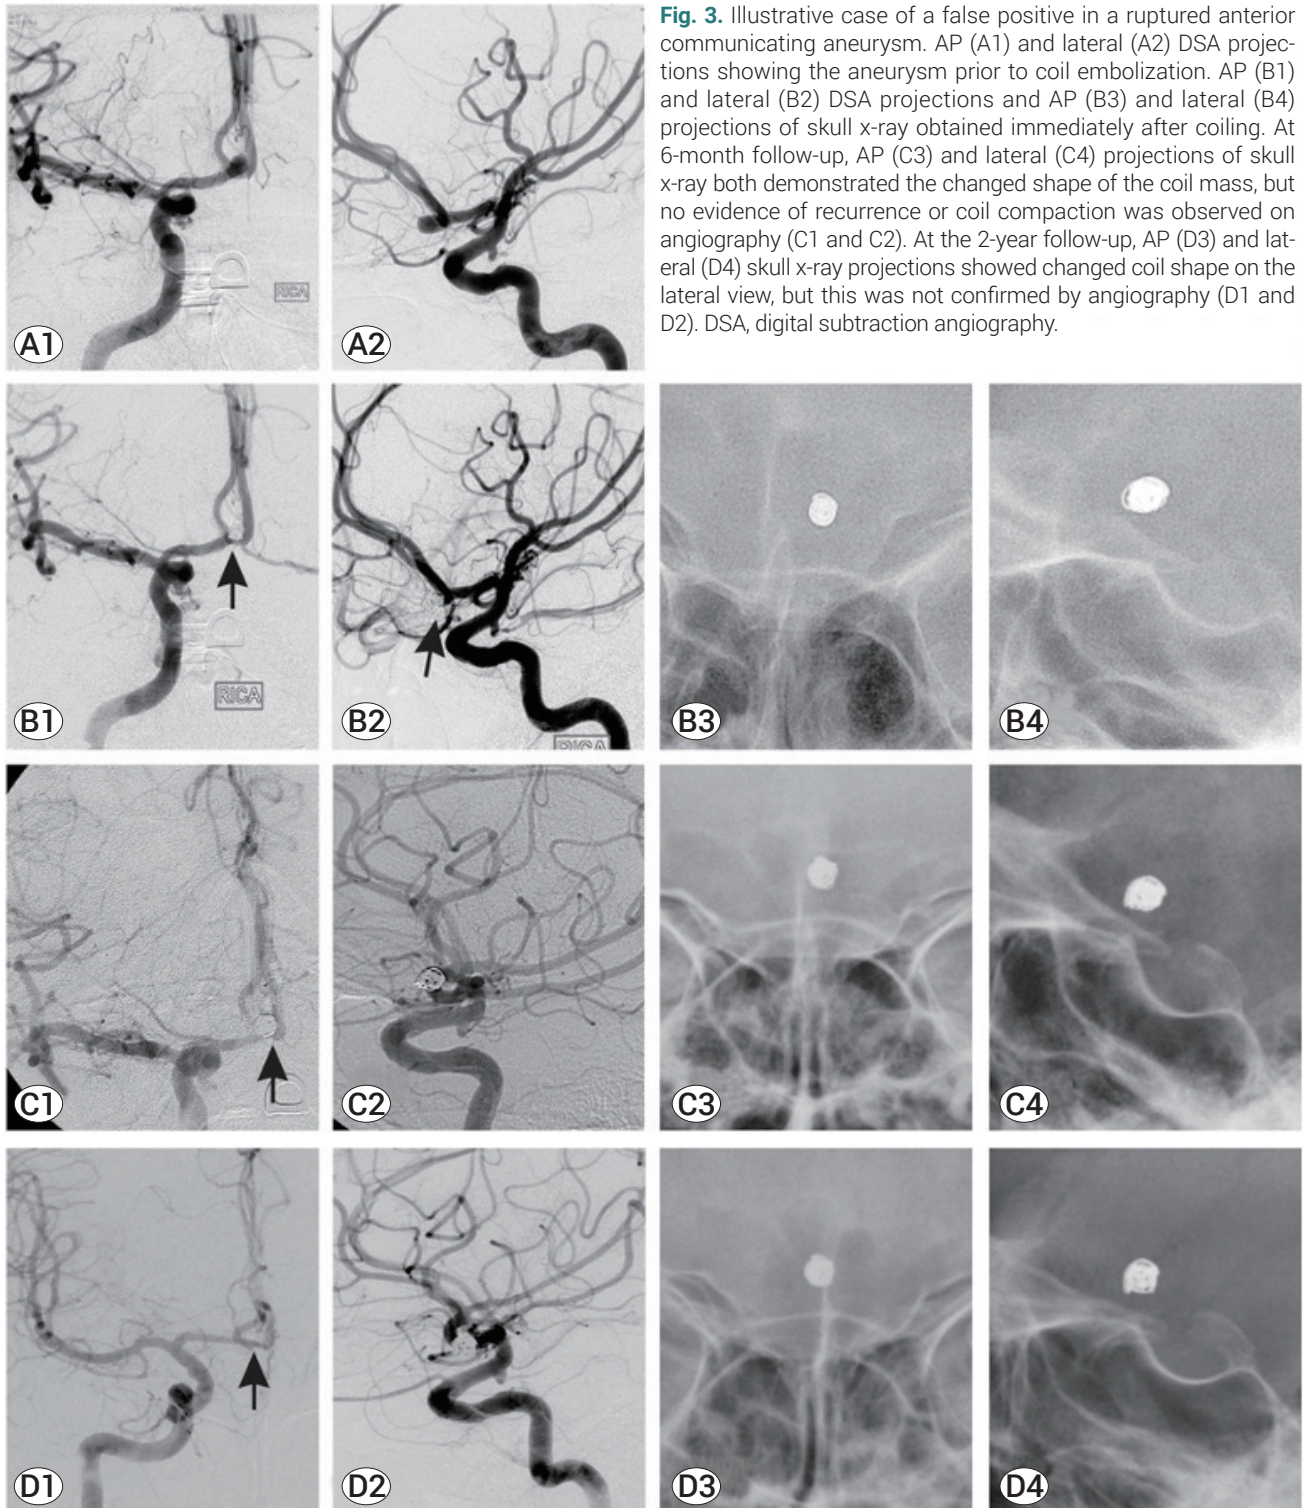 Fig. 3. Illustrative case of a false positive in a ruptured anterior
communicating aneurysm. AP (A1) and lateral (A2) DSA projec-
tions showing the aneurysm prior to coil embolization. AP (B1)
and lateral (B2) DSA projections and AP (B3) and lateral (B4)
projections of skull x-ray obtained immediately after coiling. At
6-month follow-up, AP (C3) and lateral (C4) projections of skull
x-ray both demonstrated the changed shape of the coil mass, but
no evidence of recurrence or coil compaction was observed on
angiography (C1 and C2). At the 2-year follow-up, AP (D3) and lat-
eral (D4) skull x-ray projections showed changed coil shape on the
lateral view, but this was not confirmed by angiography (D1 and
D2). DSA, digital subtraction angiography.
RICA
A1
A2
RICA
RICA
B1
B2
B3
B4
C1
C2
C3
C4
D1
D2
D3
D4